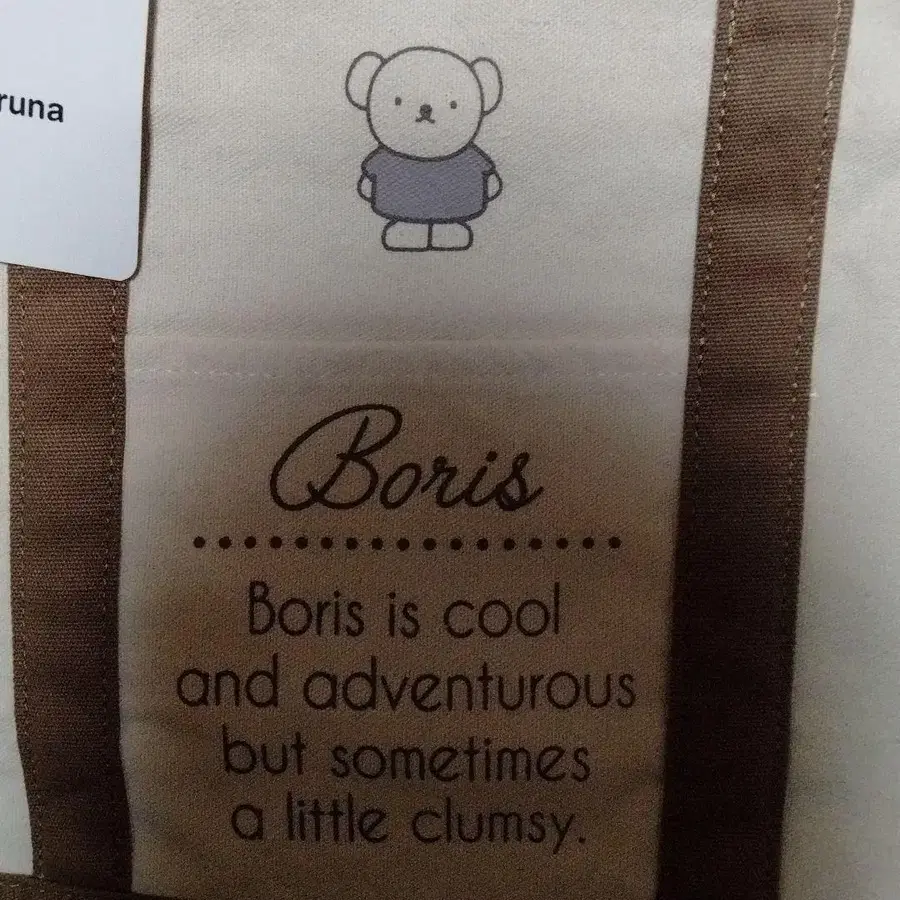 runa
Boris
Boris is cool
and adventurous
but sometimes
a little clumsy.